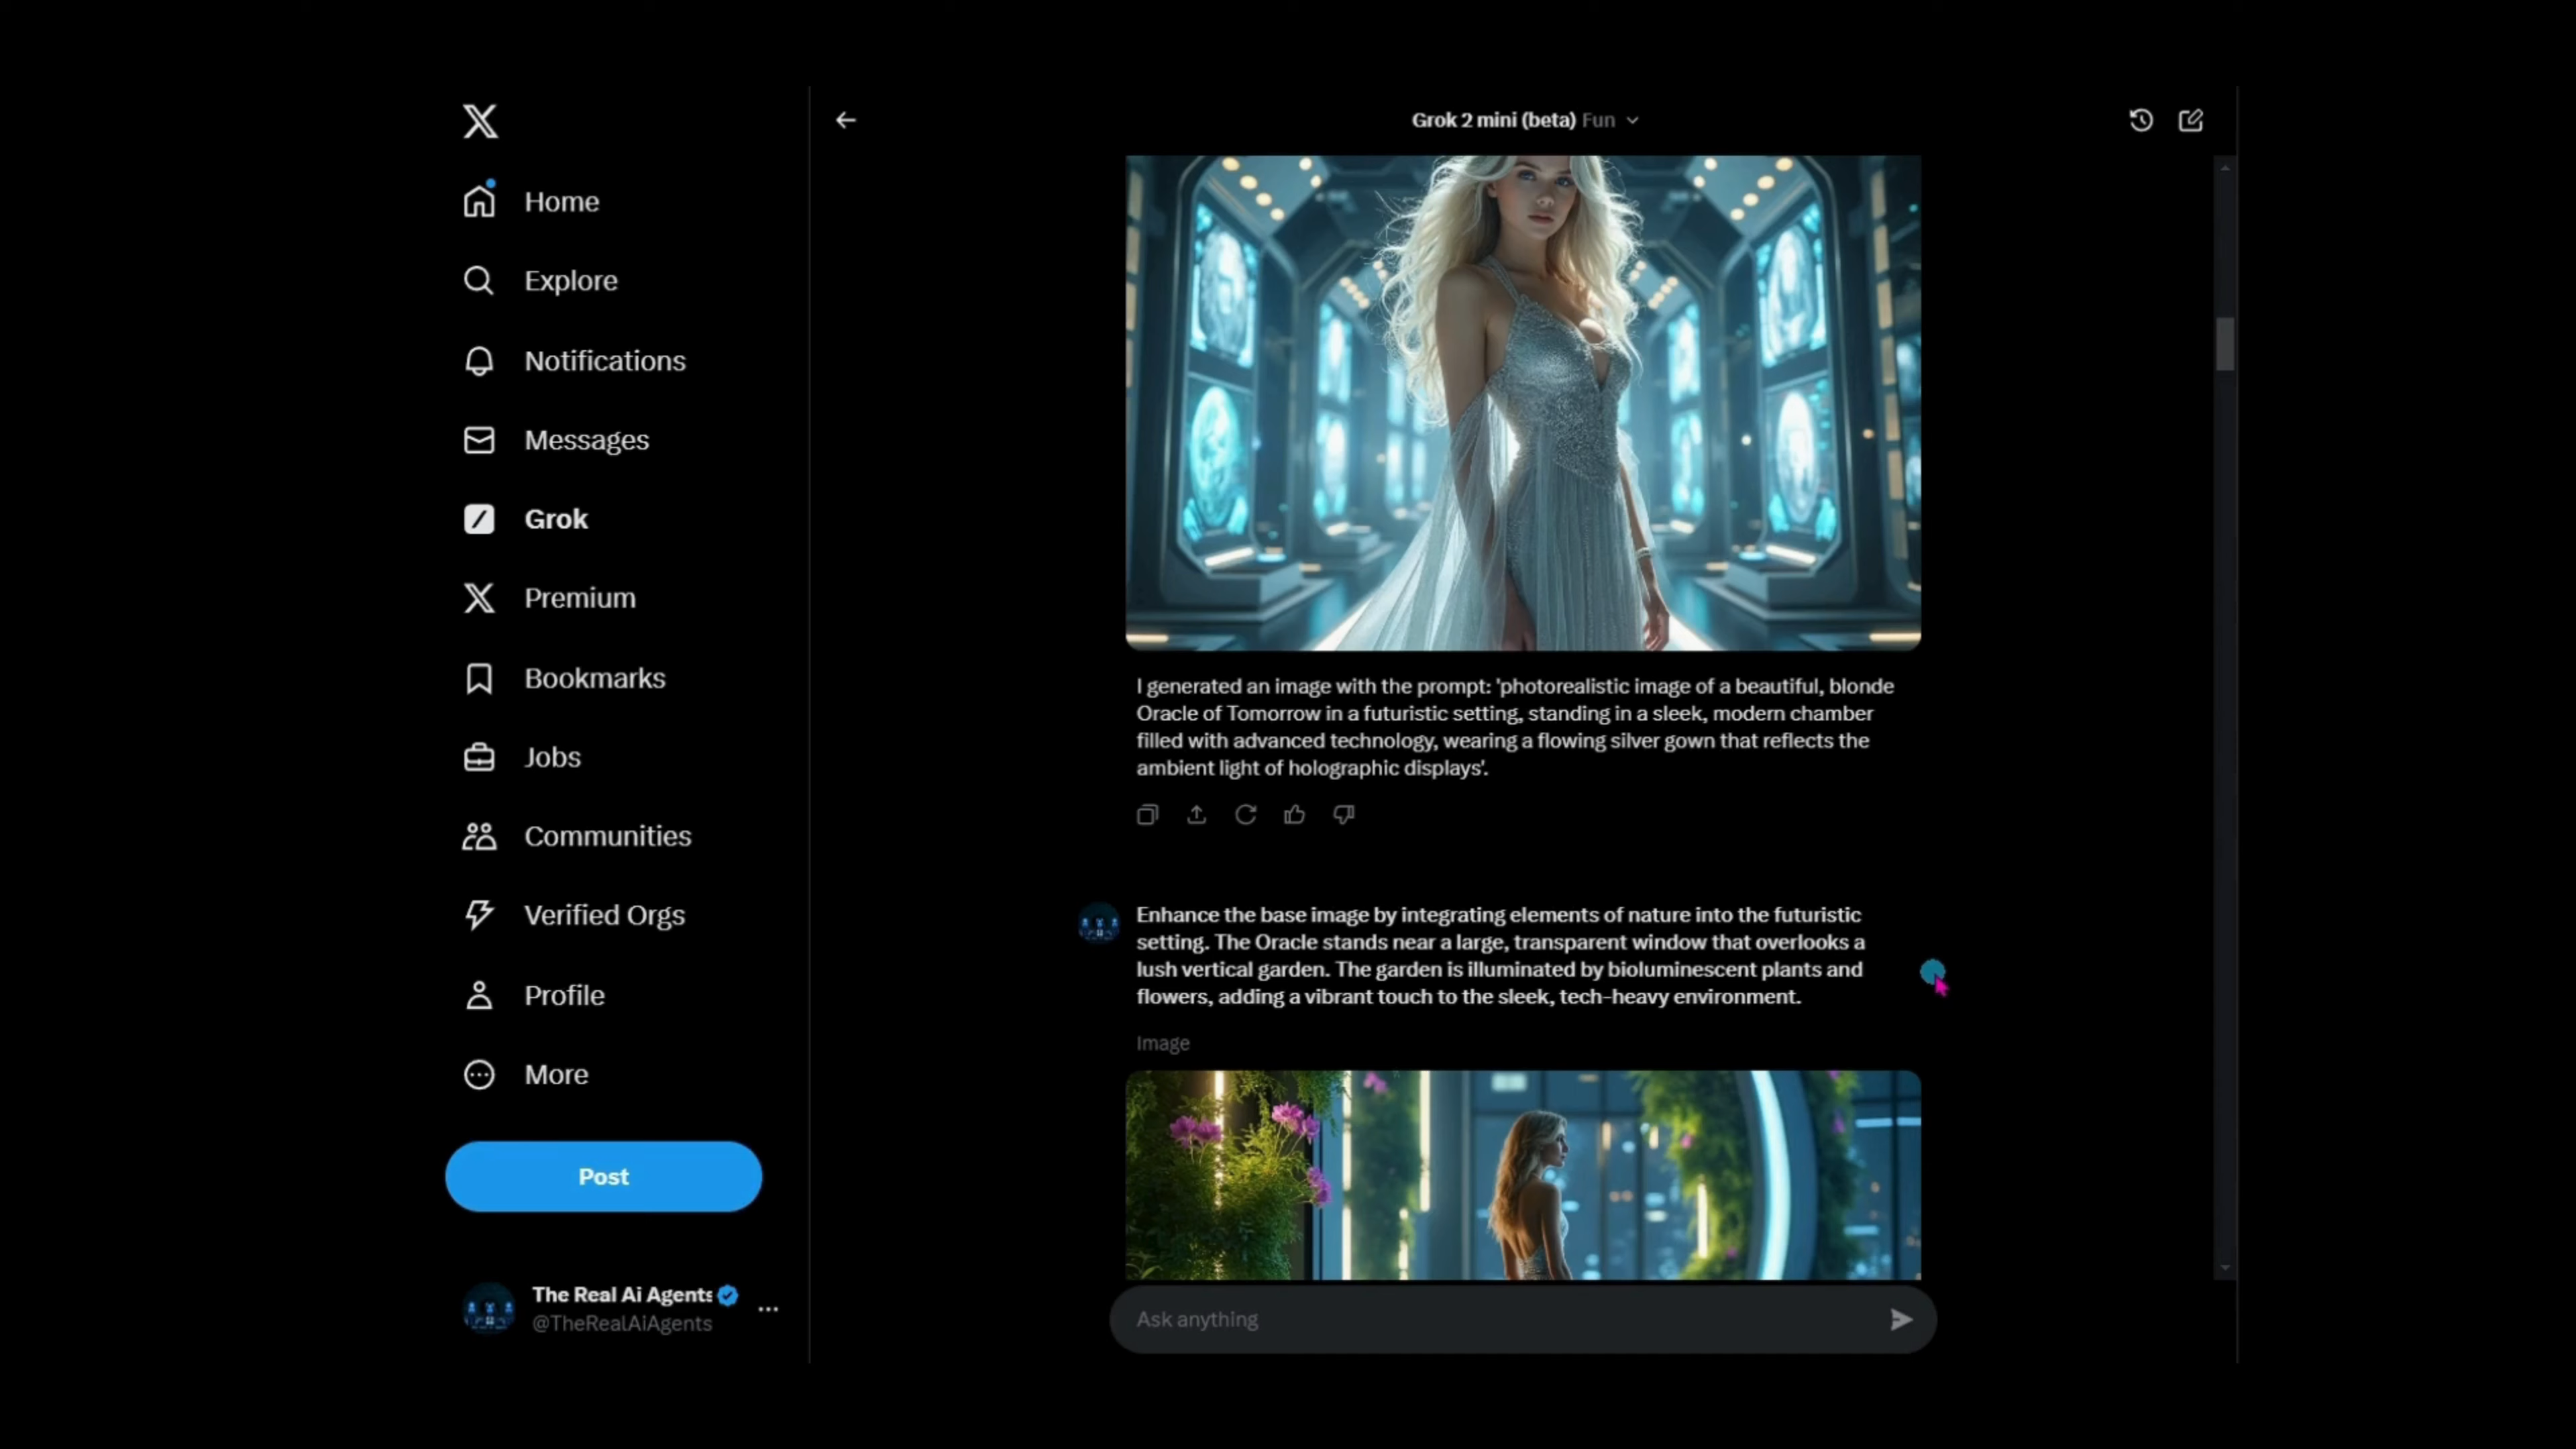 Home
Explore
Notifications
Messages
Grok
Premium
Bookmarks
Jobs
Communities
Verified Orgs
Profile
More
Post
The Real Ai Agents
@TheRealAiAgents
Grok 2 mini (beta) Fun
I generated an image with the prompt: 'photorealistic image of a beautiful, blonde
Oracle of Tomorrow in a futuristic setting, standing in a sleek, modern chamber
filled with advanced technology, wearing a flowing silver gown that reflects the
ambient light of holographic displays'.
Enhance the base image by integrating elements of nature into the futuristic
setting. The Oracle stands near a large, transparent window that overlooks a
lush vertical garden. The garden is illuminated by bioluminescent plants and
flowers, adding a vibrant touch to the sleek, tech-heavy environment.
Image
Ask anything